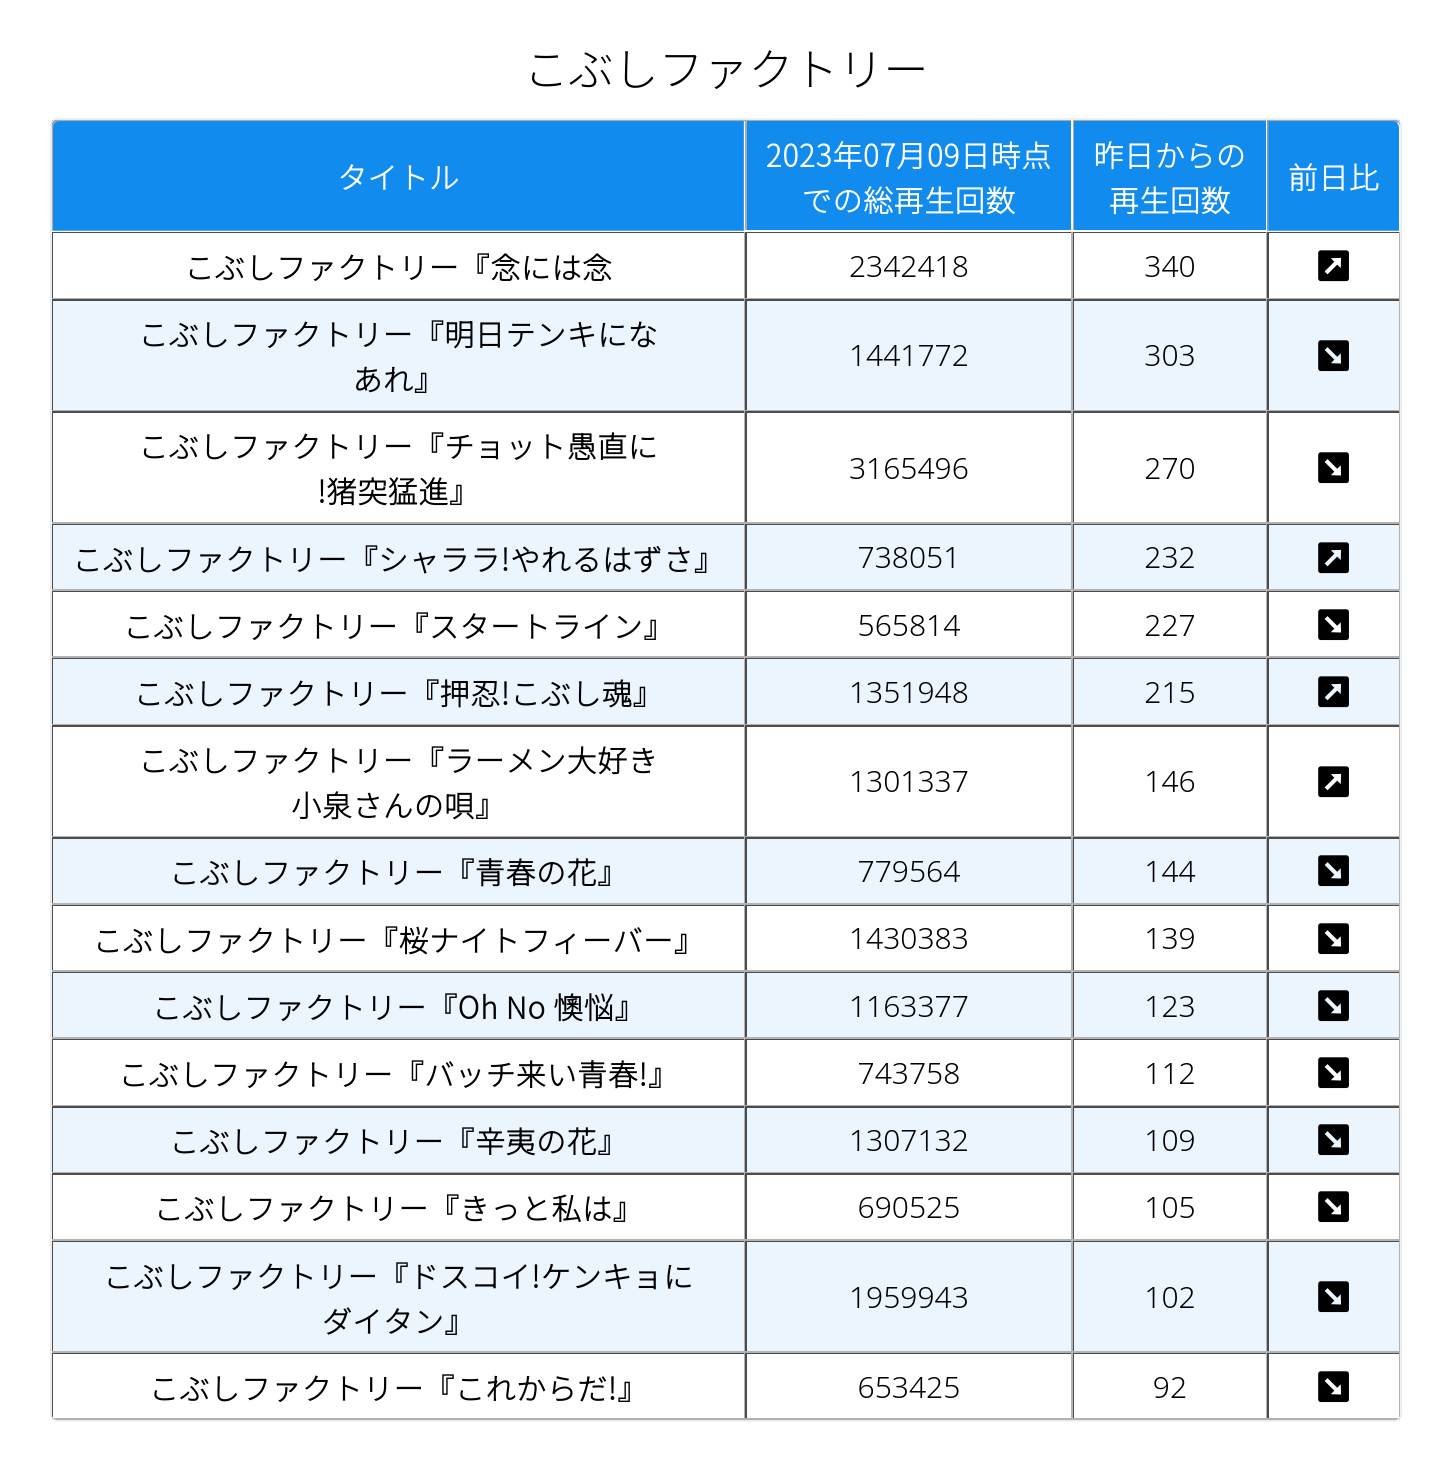 こぶしファクトリー
タイトル
2023年07月09日時点
での総再生回数
昨日からの
再生回数
前日比
こぶしファクトリー『念には念 2342418 340
こぶしファクトリー『明日テンキにな
あれ』 1441772 303
こぶしファクトリー『チョット愚直に
!猪突猛進』 3165496 270
こぶしファクトリー『シャララ!やれるはずさ』 738051 232
こぶしファクトリー『スタートライン』 565814 227
こぶしファクトリー『押忍!こぶし魂』 1351948 215
こぶしファクトリー『ラーメン大好き
小泉さんの唄』 1301337 146
こぶしファクトリー『青春の花』 779564 144
こぶしファクトリー『桜ナイトフィーバー』 1430383 139
こぶしファクトリー『Oh No 懊悩』 1163377 123
こぶしファクトリー『バッチ来い青春!』 743758 112
こぶしファクトリー『辛夷の花』 1307132 109
こぶしファクトリー『きっと私は』 690525 105
こぶしファクトリー『ドスコイ!ケンキョに
ダイタン』 1959943 102
こぶしファクトリー『これからだ!』 653425 92